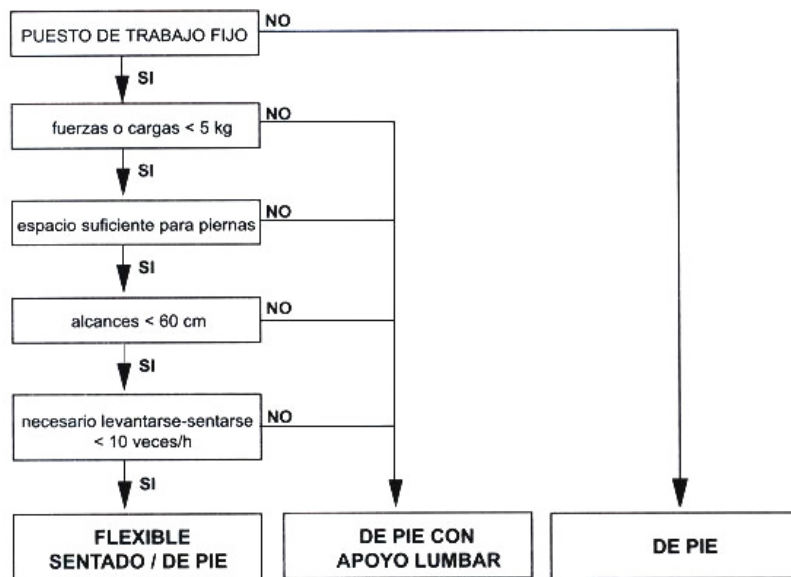 PUESTO DE TRABAJO FIJO
NO
SI
fuerzas o cargas < 5 kg
NO
SI
espacio suficiente para piernas
NO
SI
alcances < 60 cm
NO
SI
necesario levantarse-sentarse
< 10 veces/h
NO
SI
FLEXIBLE
SENTADO / DE PIE
DE PIE CON
APOYO LUMBAR
DE PIE